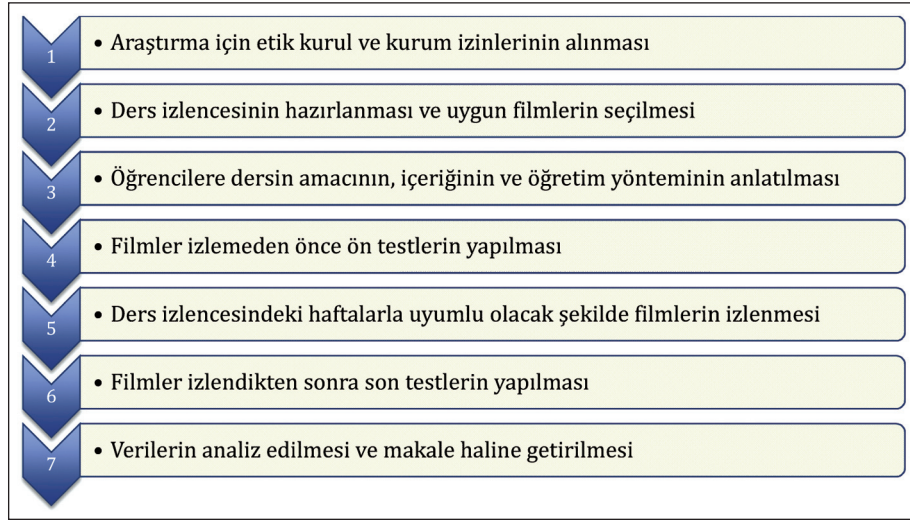 1 • Araştırma için etik kurul ve kurum izinlerinin alınması
2 • Ders izlencesinin hazırlanması ve uygun filmlerin seçilmesi
3 • Öğrencilere dersin amacının, içeriğinin ve öğretim yönteminin anlatılması
4 • Filmler izlemeden önce ön testlerin yapılması
5 • Ders izlencesindeki haftalarla uyumlu olacak şekilde filmlerin izlenmesi
6 • Filmler izlendikten sonra son testlerin yapılması
7 • Verilerin analiz edilmesi ve makale haline getirilmesi